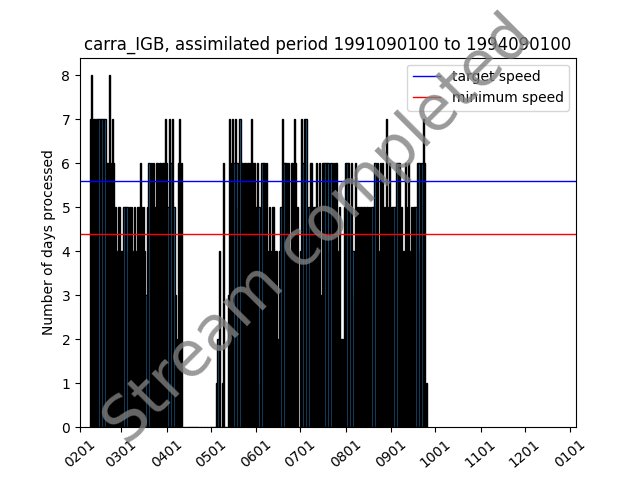 carra_IGB, assimilated period 1991090100 to 1994090100
target speed
minimum speed
Number of days processed
8
7
6
5
4
3
2
1
0
0201 0301 0401 0501 0601 0701 0801 0901 1001 1101 1201 0101
Stream completed